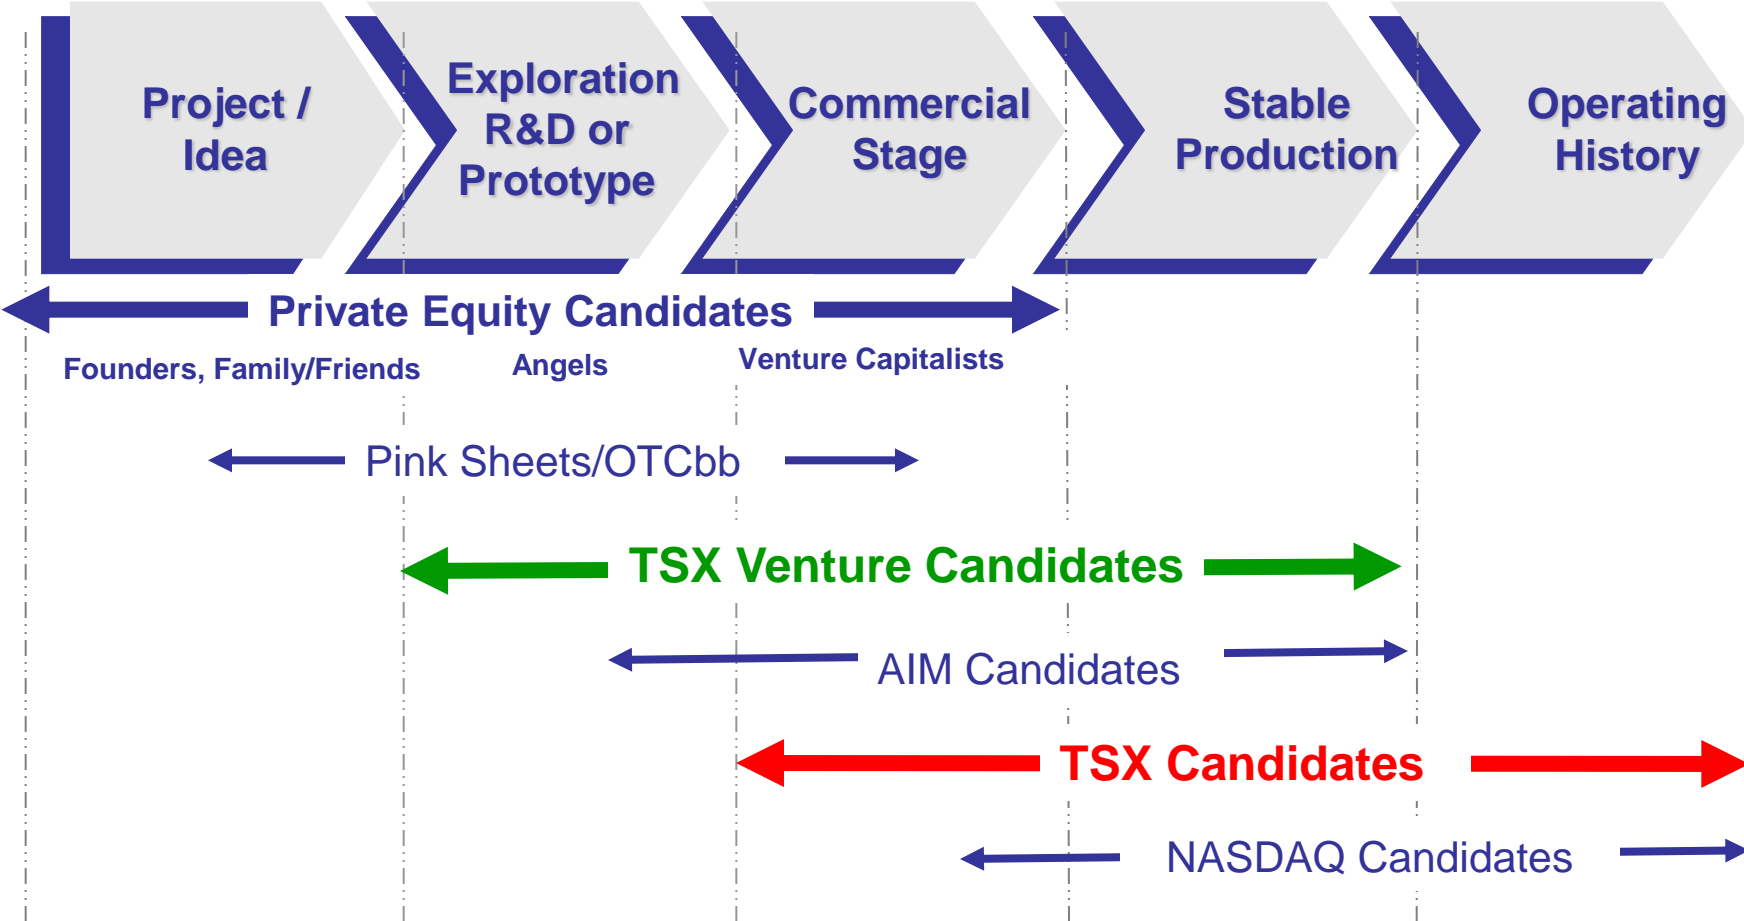 Project /
Idea
Exploration
R&D or
Prototype
Commercial
Stage
Stable
Production
Operating
History
Private Equity Candidates
Founders, Family/Friends
Angels
Venture Capitalists
Pink Sheets/OTCbb
TSX Venture Candidates
AIM Candidates
TSX Candidates
NASDAQ Candidates